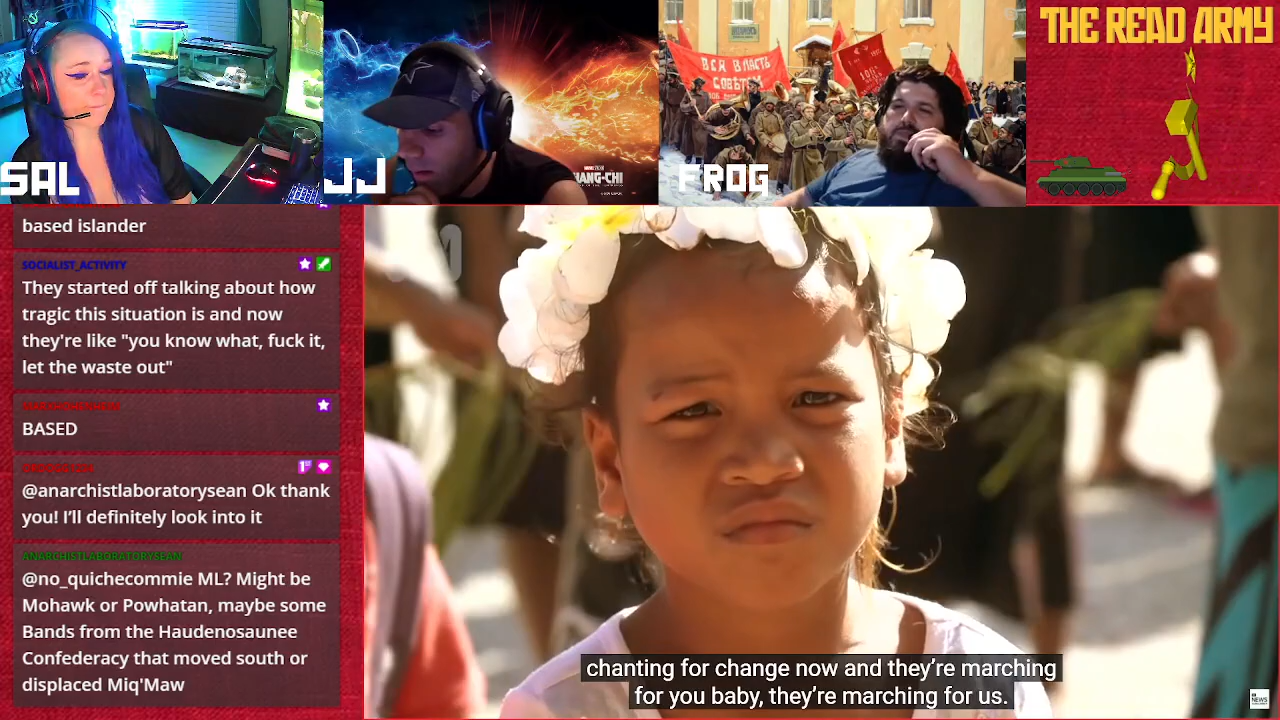 THE READ ARMY
ВСЯ ВЛАСТЬ
СОВѢТАМ
SAL
JJ
FROG
based islander
SOCIALIST_ACTIVITY
They started off talking about how
tragic this situation is and now
they're like "you know what, fuck it,
let the waste out"
BASED
@anarchistlaboratorysean Ok thank
you! I’ll definitely look into it
ANARCHISTLABORATORYSEAN
@no_quichecommie ML? Might be
Mohawk or Powhatan, maybe some
Bands from the Haudenosaunee
Confederacy that moved south or
displaced Miq'Maw
chanting for change now and they’re marching
for you baby, they’re marching for us.
NEWS